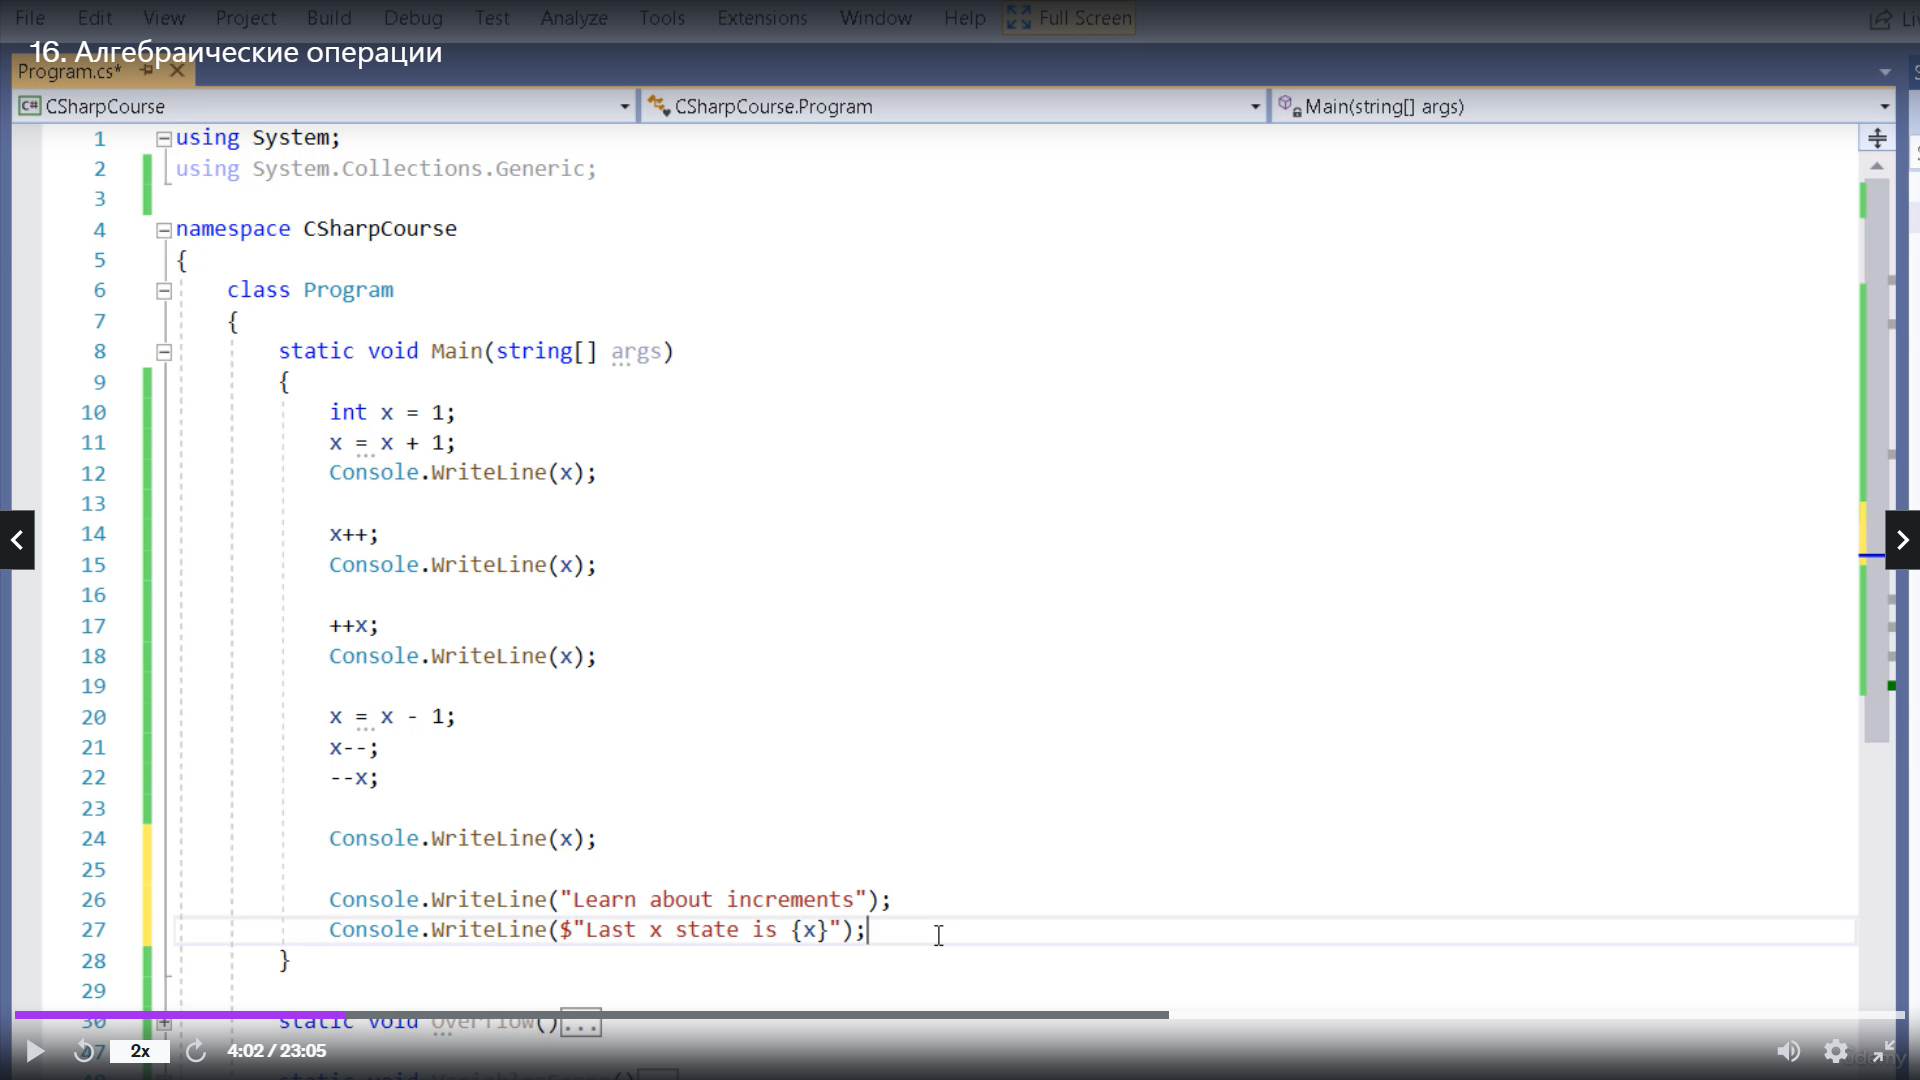 File Edit View Project Build Debug Test Analyze Tools Extensions Window Help Full Screen
16. Алгебраические операции
Program.cs*
C# CSharpCourse CSharpCourse.Program Main(string[] args)
1 using System;
2 using System.Collections.Generic;
3
4 namespace CSharpCourse
5 {
6 class Program
7 {
8 static void Main(string[] args)
9 {
10 int x = 1;
11 x = x + 1;
12 Console.WriteLine(x);
13
14 x++;
15 Console.WriteLine(x);
16
17 ++x;
18 Console.WriteLine(x);
19
20 x = x - 1;
21 x--;
22 --x;
23
24 Console.WriteLine(x);
25
26 Console.WriteLine("Learn about increments");
27 Console.WriteLine($"Last x state is {x}");
28 }
29
30 static void Overflow()...
47 2x 4:02 / 23:05